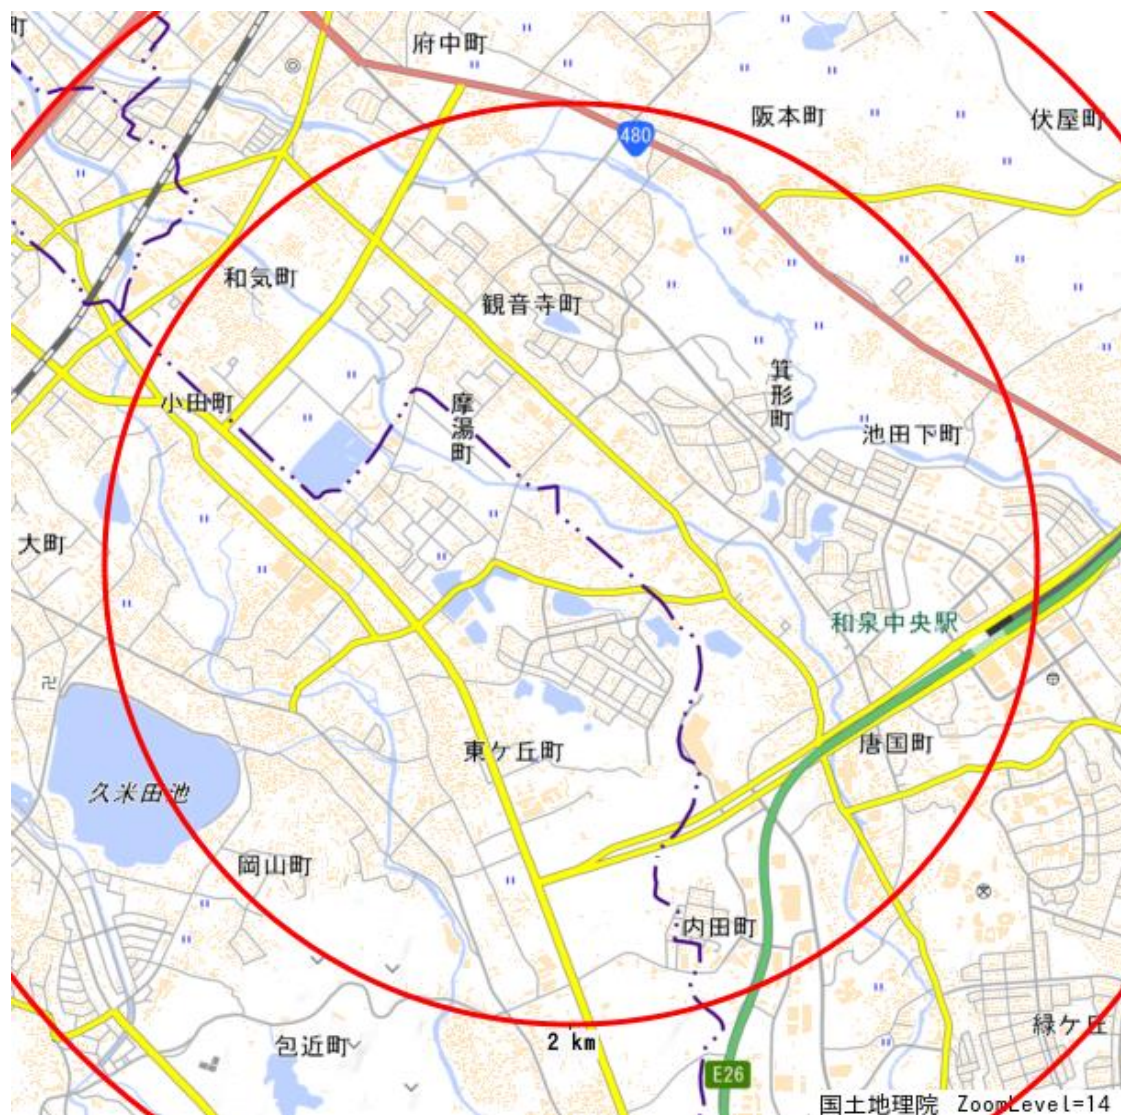 町
府中町
480
阪本町
伏屋町
和気町
観音寺町
箕形町
小田町
摩湯町
池田下町
大町
和泉中央駅
東ケ丘町
唐国町
久米田池
岡山町
内田町
緑ケ丘
2 km
包近町
E26
国土地理院 ZoomLevel=14